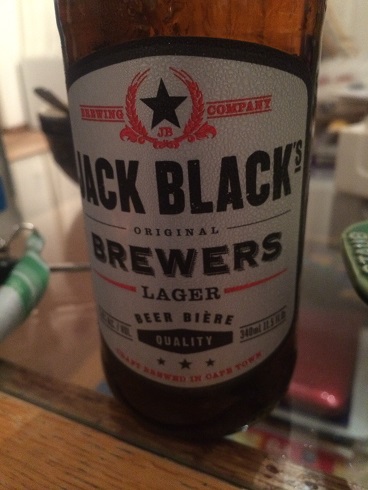 BREWING COMPANY
JB
JACK BLACK'S
ORIGINAL
BREWERS
LAGER
BEER BIÈRE
QUALITY
340ml
CRAFT BREWED IN CAPE TOWN